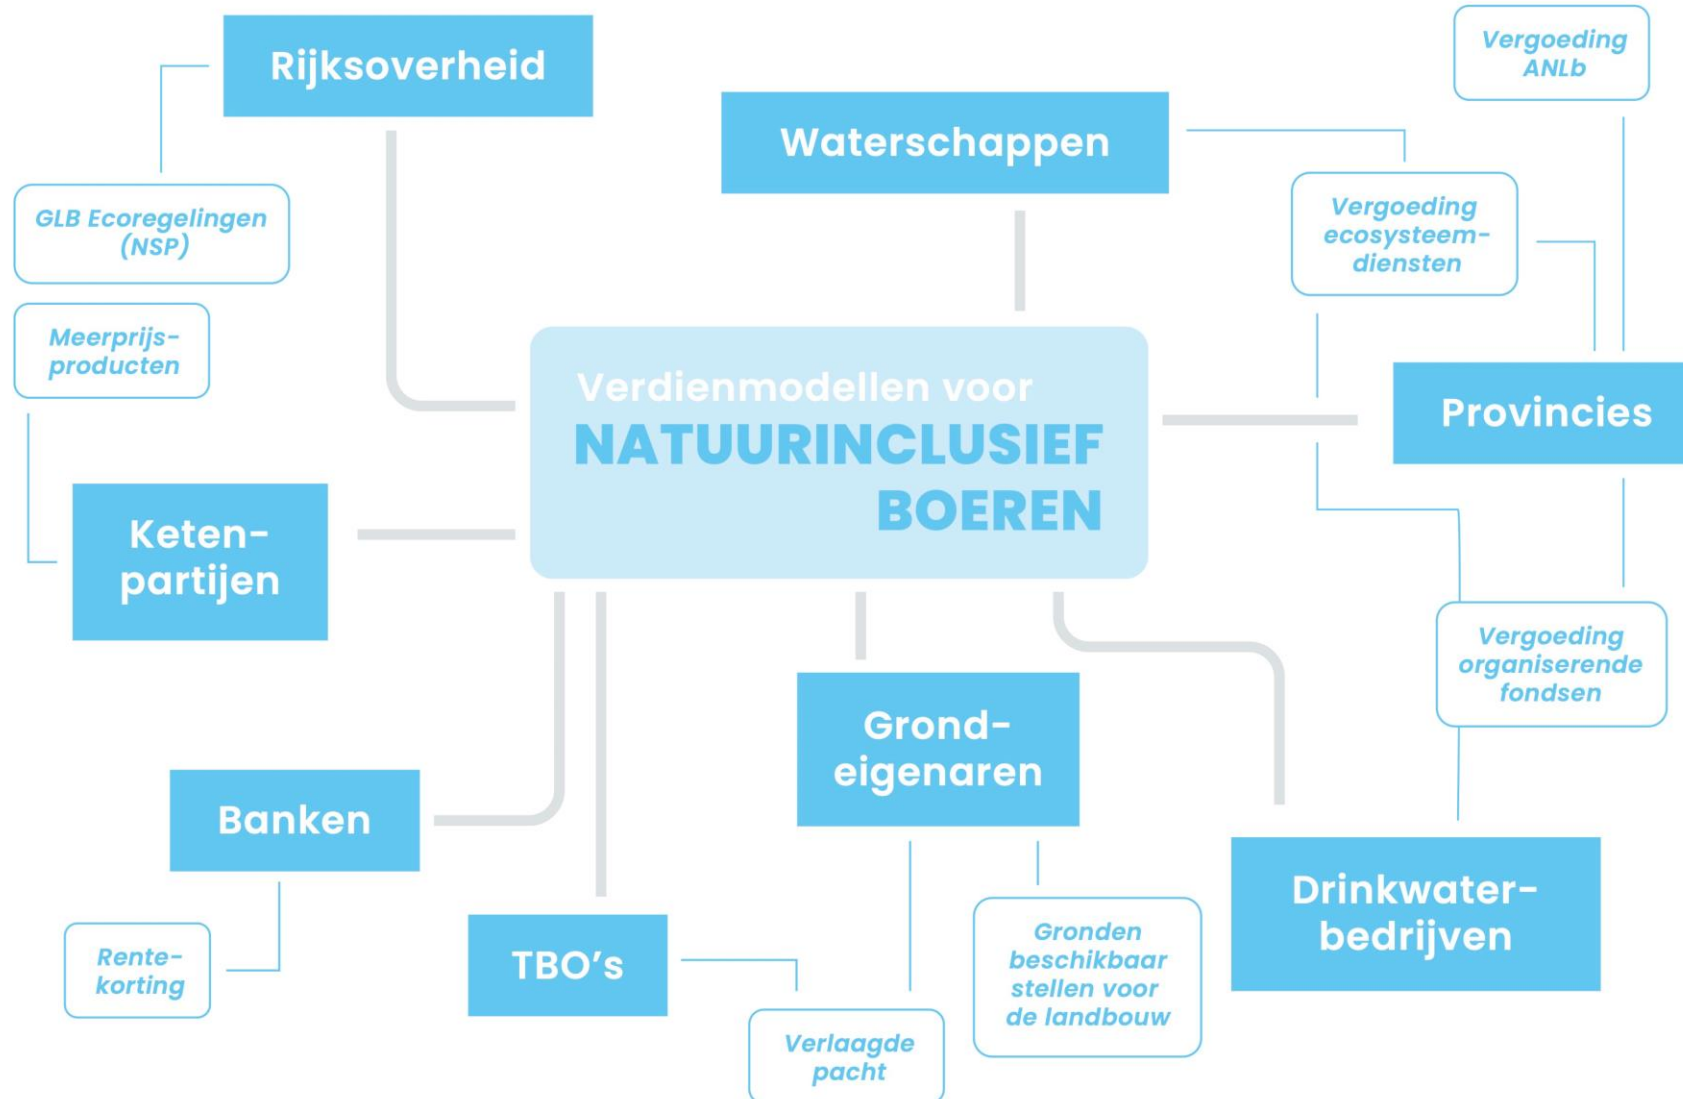 Rijksoverheid
Vergoeding
ANLb
Waterschappen
GLB Ecoregelingen
(NSP)
Vergoeding
ecosysteem-
diensten
Meerprijs-
producten
Verdienmodellen voor
NATUURINCLUSIEF
BOEREN
Provincies
Keten-
partijen
Vergoeding
organiserende
fondsen
Grond-
eigenaren
Banken
Drinkwater-
bedrijven
Rente-
korting
TBO's
Gronden
beschikbaar
stellen voor
de landbouw
Verlaagde
pacht